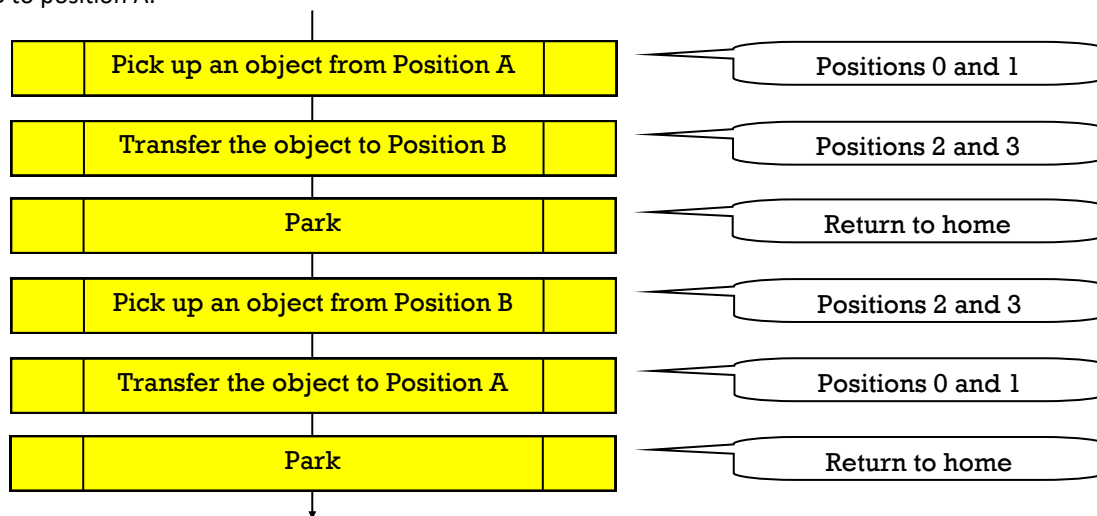 to position A.
Pick up an object from Position A
Positions 0 and 1
Transfer the object to Position B
Positions 2 and 3
Park
Return to home
Pick up an object from Position B
Positions 2 and 3
Transfer the object to Position A
Positions 0 and 1
Park
Return to home